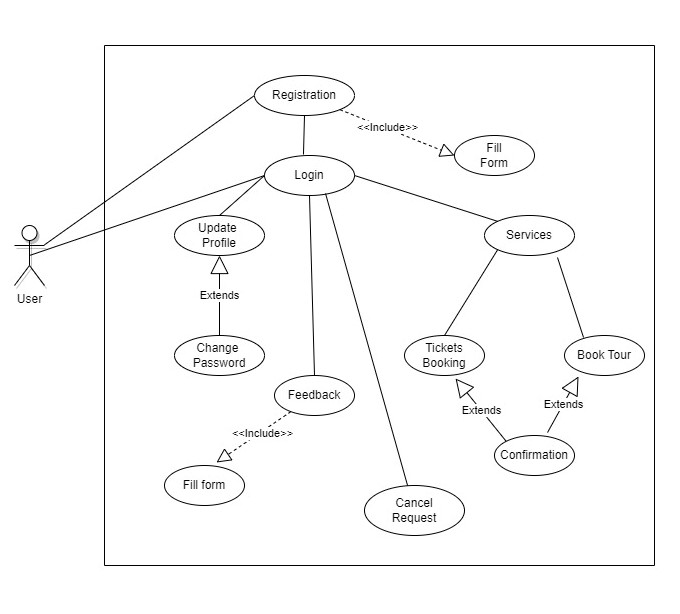 Registration
<<Include>>
Fill
Form
Login
Update
Profile
Services
User
Extends
Change
Password
Tickets
Booking
Book Tour
Feedback
Extends
Extends
<<Include>>
Confirmation
Fill form
Cancel
Request